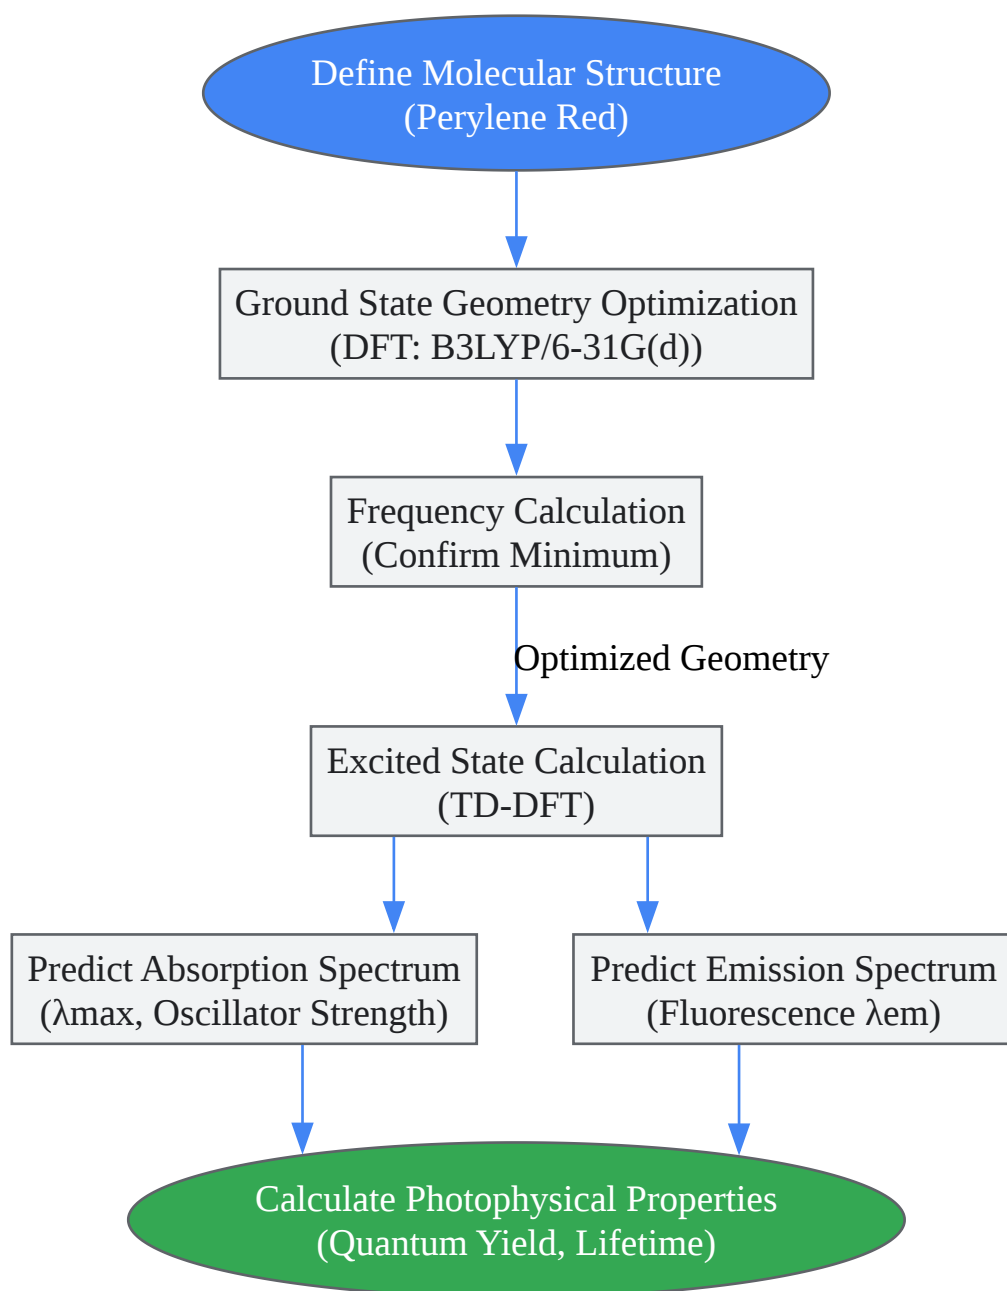 Define Molecular Structure
(Perylene Red)
Ground State Geometry Optimization
(DFT: B3LYP/6-31G(d))
Frequency Calculation
(Confirm Minimum)
Optimized Geometry
Excited State Calculation
(TD-DFT)
Predict Absorption Spectrum
(λmax, Oscillator Strength)
Predict Emission Spectrum
(Fluorescence λem)
Calculate Photophysical Properties
(Quantum Yield, Lifetime)